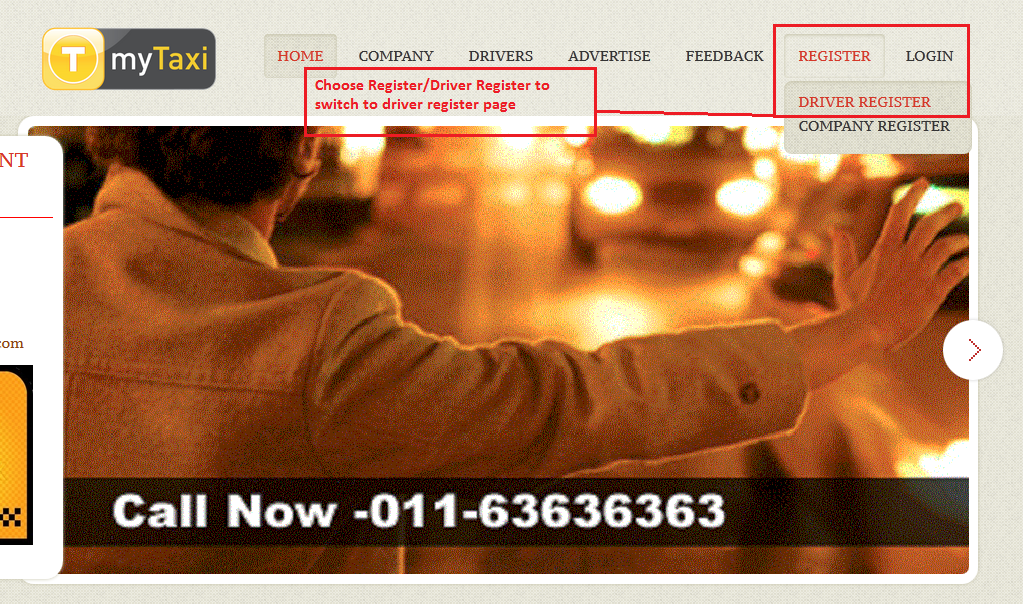 T myTaxi
HOME COMPANY DRIVERS ADVERTISE FEEDBACK REGISTER LOGIN
Choose Register/Driver Register to
switch to driver register page
DRIVER REGISTER
COMPANY REGISTER
NT
com
Call Now -011-63636363